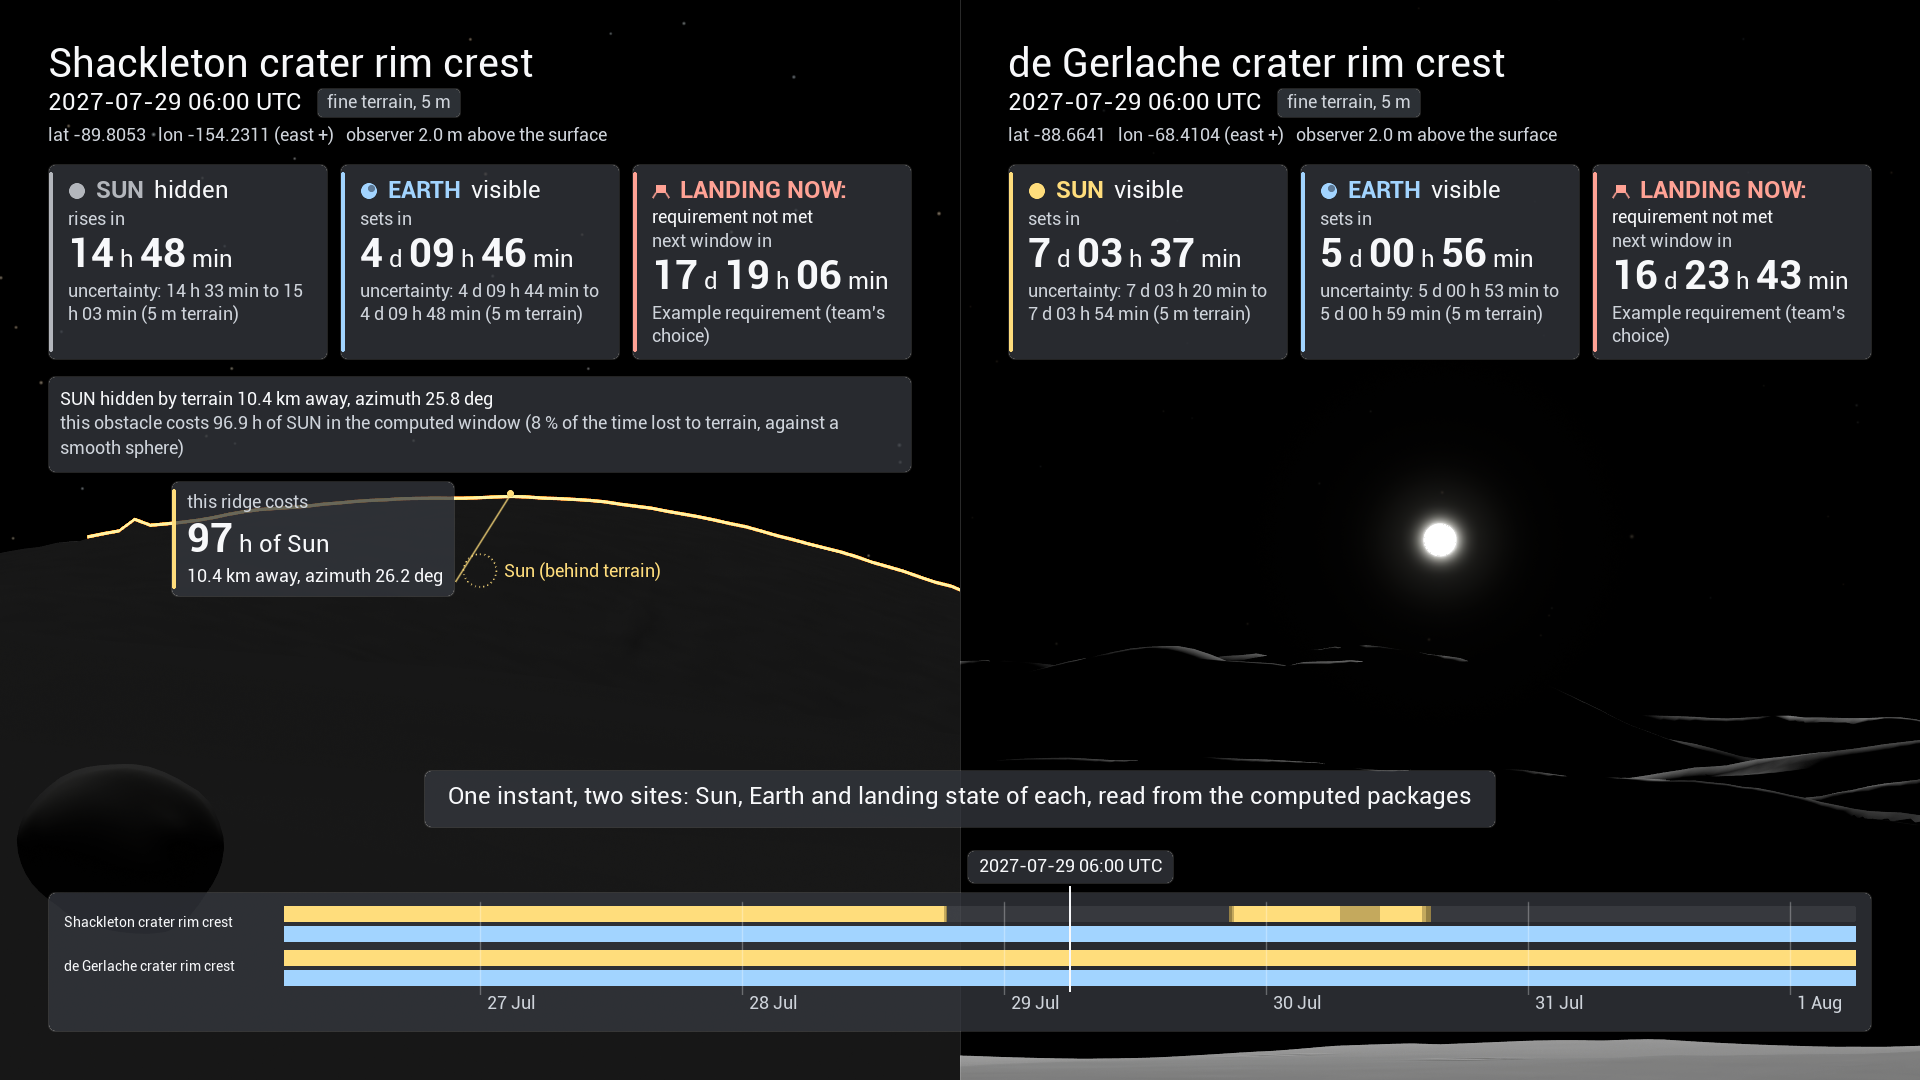 Shackleton crater rim crest
2027-07-29 06:00 UTC fine terrain, 5 m
lat -89.8053 lon -154.2311 (east +) observer 2.0 m above the surface
SUN hidden
rises in
14 h 48 min
uncertainty: 14 h 33 min to 15
h 03 min (5 m terrain)
EARTH visible
sets in
4 d 09 h 46 min
uncertainty: 4 d 09 h 44 min to
4 d 09 h 48 min (5 m terrain)
LANDING NOW:
requirement not met
next window in
17 d 19 h 06 min
Example requirement (team's
choice)
SUN hidden by terrain 10.4 km away, azimuth 25.8 deg
this obstacle costs 96.9 h of SUN in the computed window (8 % of the time lost to terrain, against a
smooth sphere)
this ridge costs
97 h of Sun
10.4 km away, azimuth 26.2 deg
Sun (behind terrain)
de Gerlache crater rim crest
2027-07-29 06:00 UTC fine terrain, 5 m
lat -88.6641 lon -68.4104 (east +) observer 2.0 m above the surface
SUN visible
sets in
7 d 03 h 37 min
uncertainty: 7 d 03 h 20 min to
7 d 03 h 54 min (5 m terrain)
EARTH visible
sets in
5 d 00 h 56 min
uncertainty: 5 d 00 h 53 min to
5 d 00 h 59 min (5 m terrain)
LANDING NOW:
requirement not met
next window in
16 d 23 h 43 min
Example requirement (team's
choice)
One instant, two sites: Sun, Earth and landing state of each, read from the computed packages
2027-07-29 06:00 UTC
Shackleton crater rim crest
de Gerlache crater rim crest
27 Jul 28 Jul 29 Jul 30 Jul 31 Jul 1 Aug